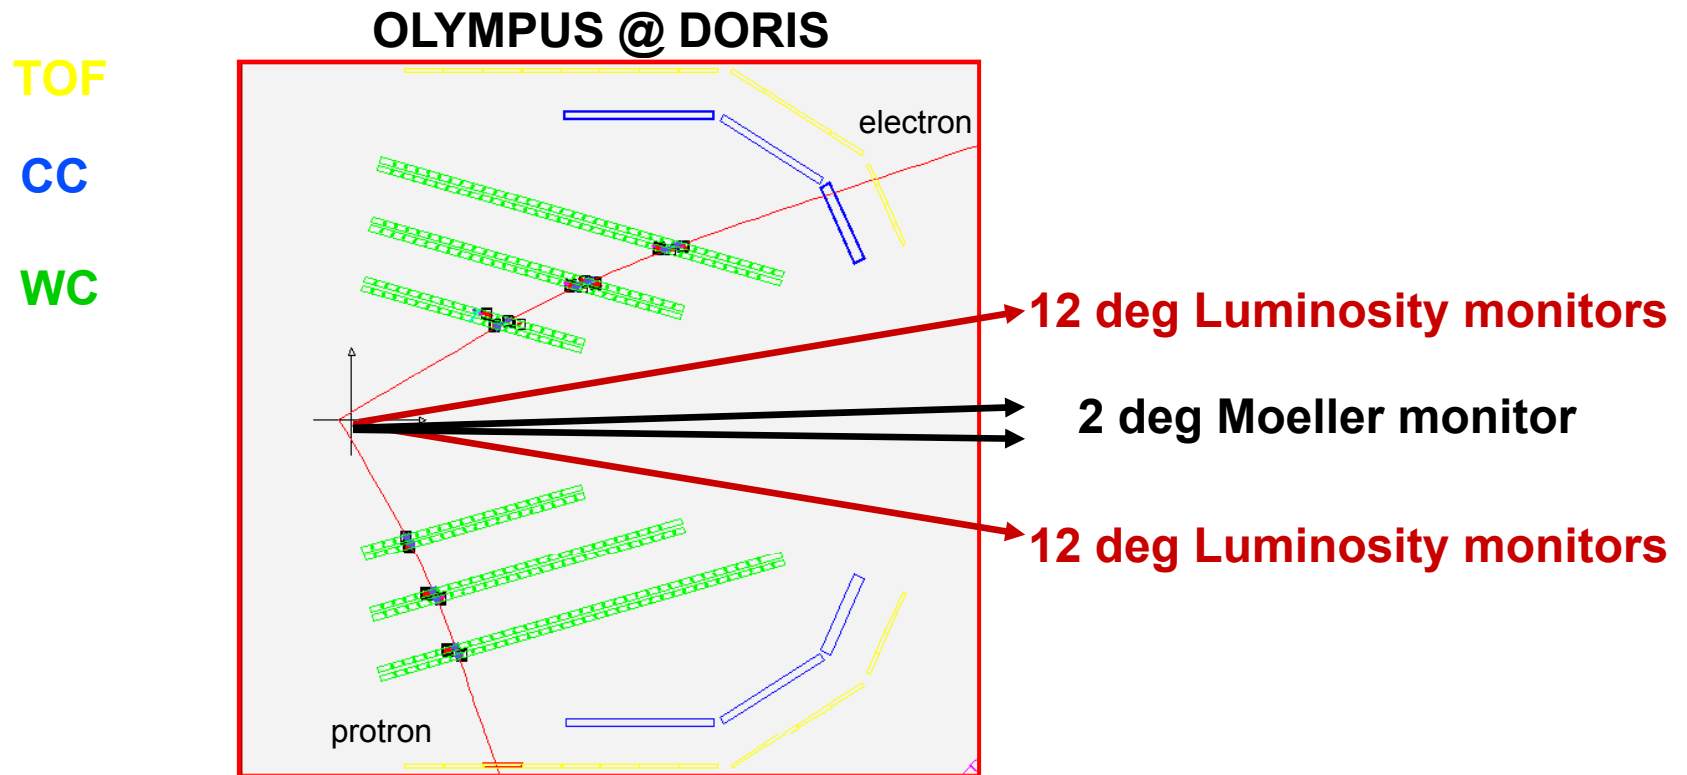 OLYMPUS @ DORIS
TOF
CC
WC
electron
12 deg Luminosity monitors
2 deg Moeller monitor
12 deg Luminosity monitors
protron